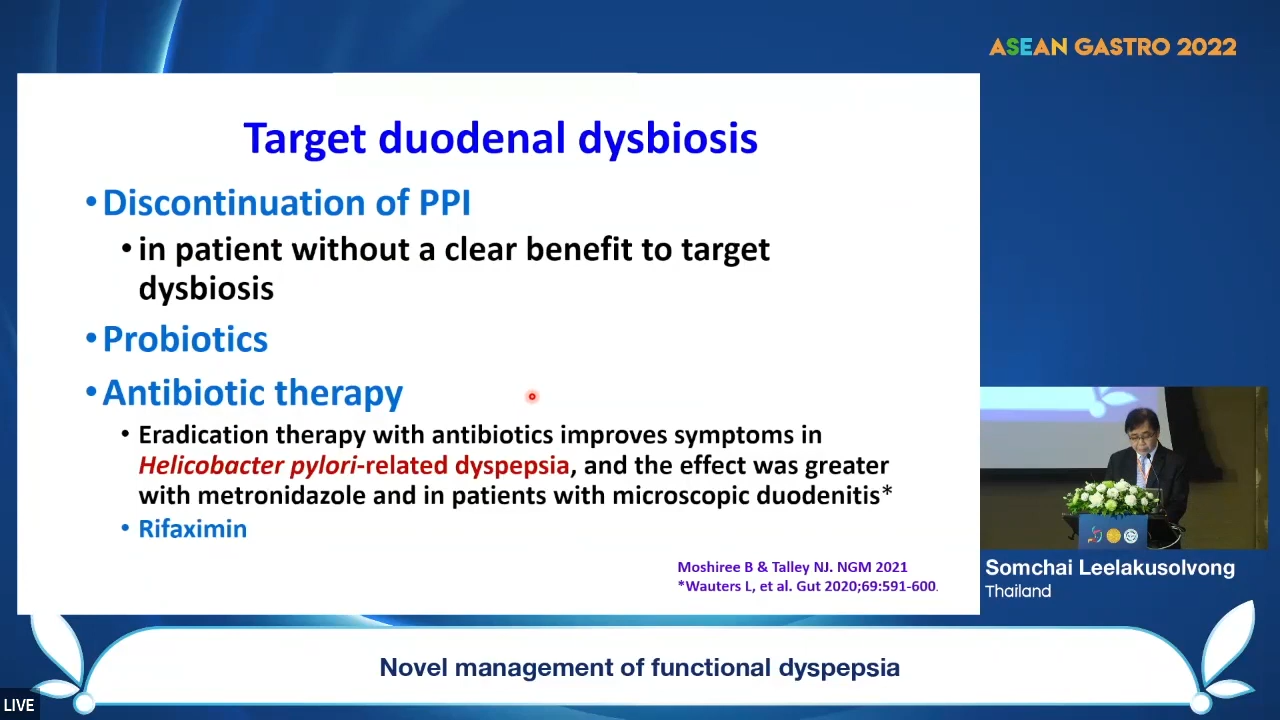 ASEAN GASTRO 2022
Target duodenal dysbiosis
•Discontinuation of PPI
•in patient without a clear benefit to target
dysbiosis
•Probiotics
•Antibiotic therapy
• Eradication therapy with antibiotics improves symptoms in
Helicobacter pylori-related dyspepsia, and the effect was greater
with metronidazole and in patients with microscopic duodenitis*
• Rifaximin
Moshiree B & Talley NJ. NGM 2021
*Wauters L, et al. Gut 2020;69:591-600.
Somchai Leelakusolvong
Thailand
Novel management of functional dyspepsia
LIVE